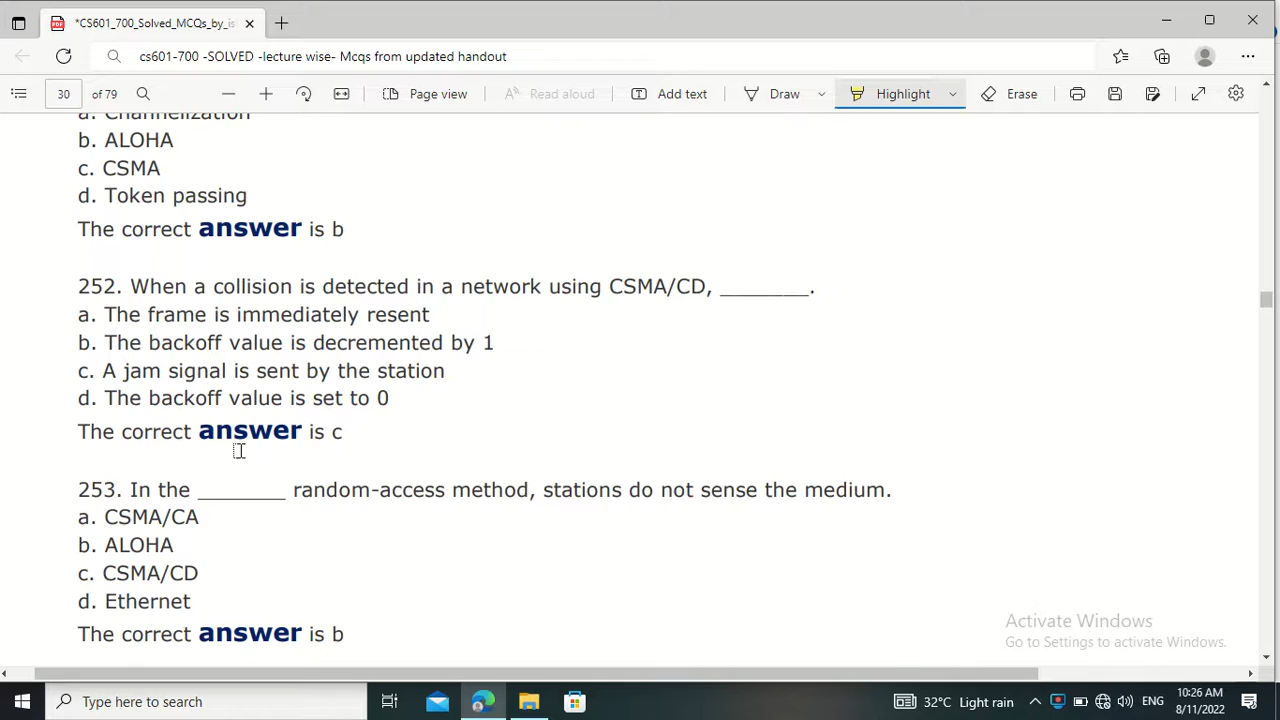 *CS601_700_Solved_MCQs_by_is
cs601-700 -SOLVED -lecture wise- Mcqs from updated handout
30 of 79 Page view Read aloud Add text Draw Highlight Erase
a. Channelization
b. ALOHA
c. CSMA
d. Token passing
The correct answer is b
252. When a collision is detected in a network using CSMA/CD, ________.
a. The frame is immediately resent
b. The backoff value is decremented by 1
c. A jam signal is sent by the station
d. The backoff value is set to 0
The correct answer is c
253. In the ________ random-access method, stations do not sense the medium.
a. CSMA/CA
b. ALOHA
c. CSMA/CD
d. Ethernet
The correct answer is b
Activate Windows
Go to Settings to activate Windows.
Type here to search
32°C Light rain
ENG
10:26 AM
8/11/2022